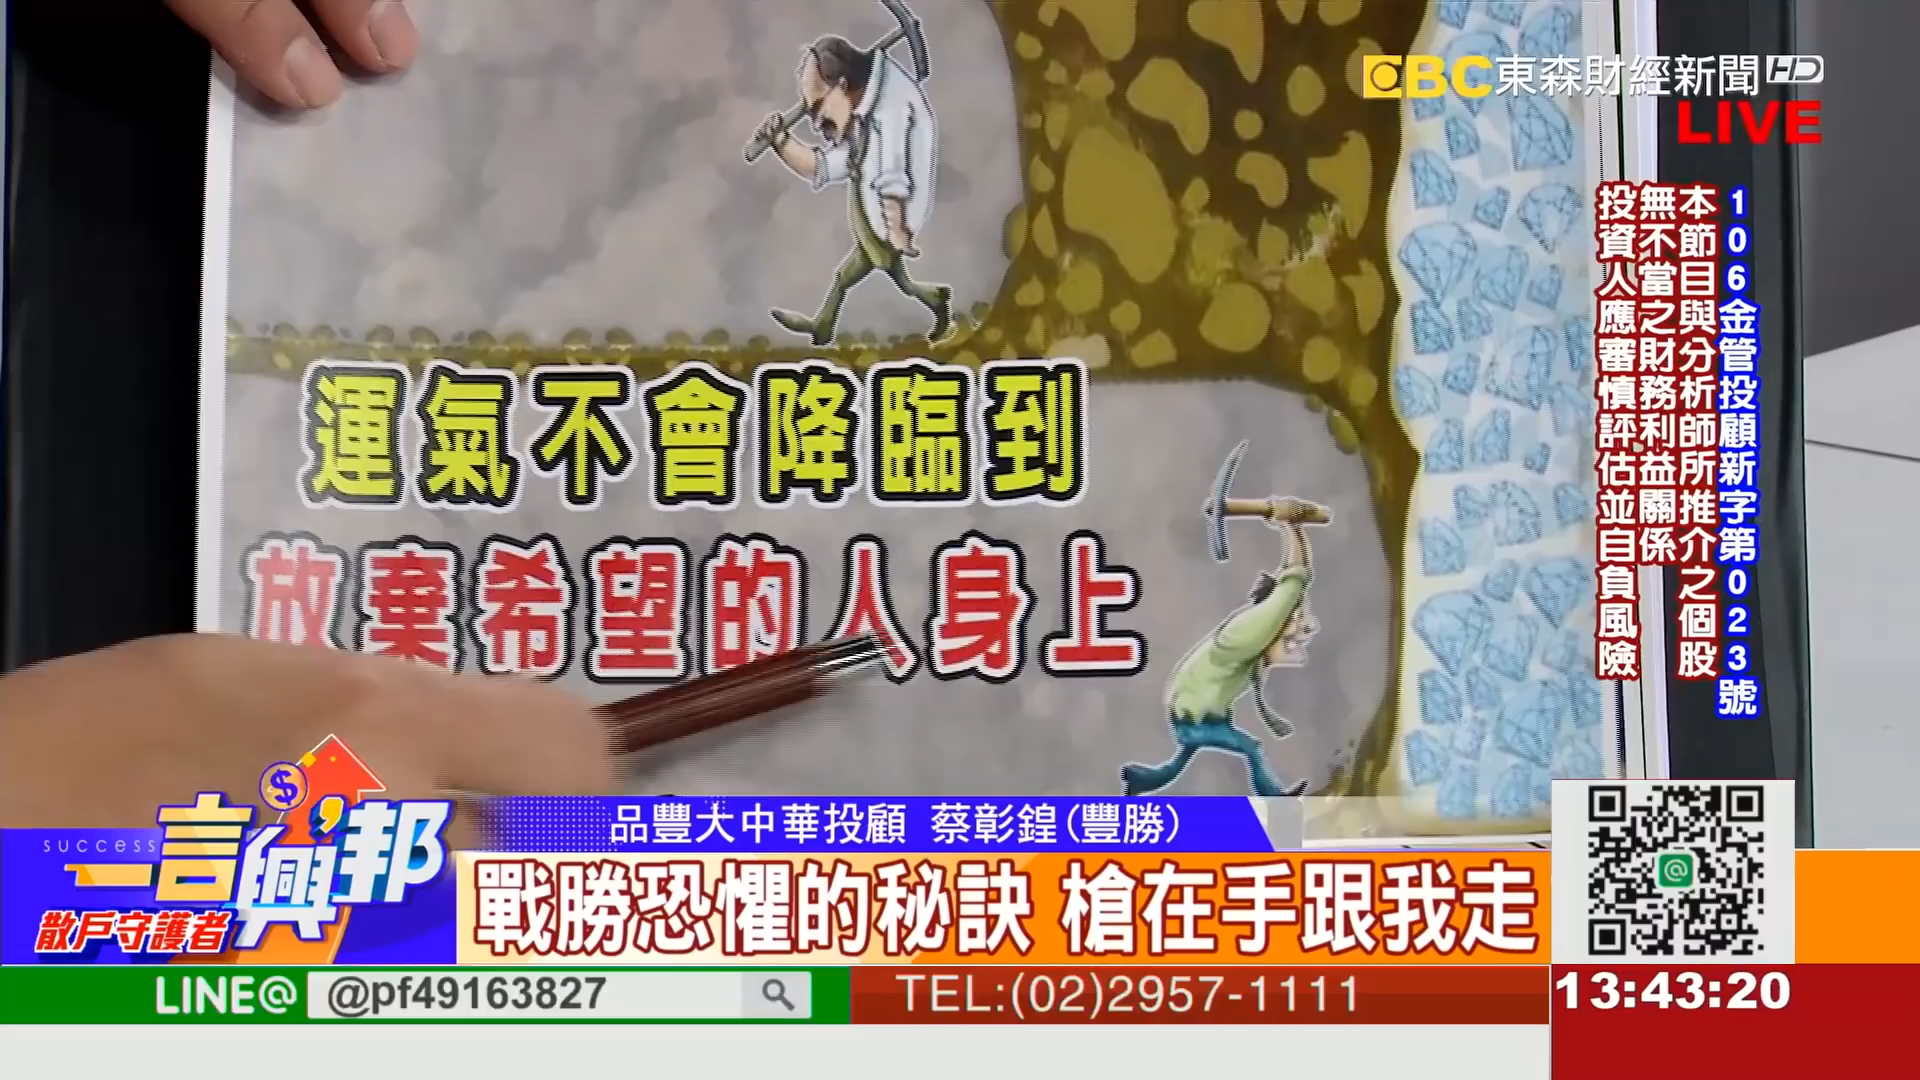 EBC東森財經新聞HD
LIVE
106金管投顧新字第023號
本節目與分析師所推介之個股
無不當之財務利益關係
投資人應審慎評估並自負風險
運氣不會降臨到
放棄希望的人身上
品豐大中華投顧 蔡彰鍠(豐勝)
success
一言興邦
散戶守護者
戰勝恐懼的秘訣 槍在手跟我走
LINE@ @pf49163827
TEL:(02)2957-1111
13:43:20